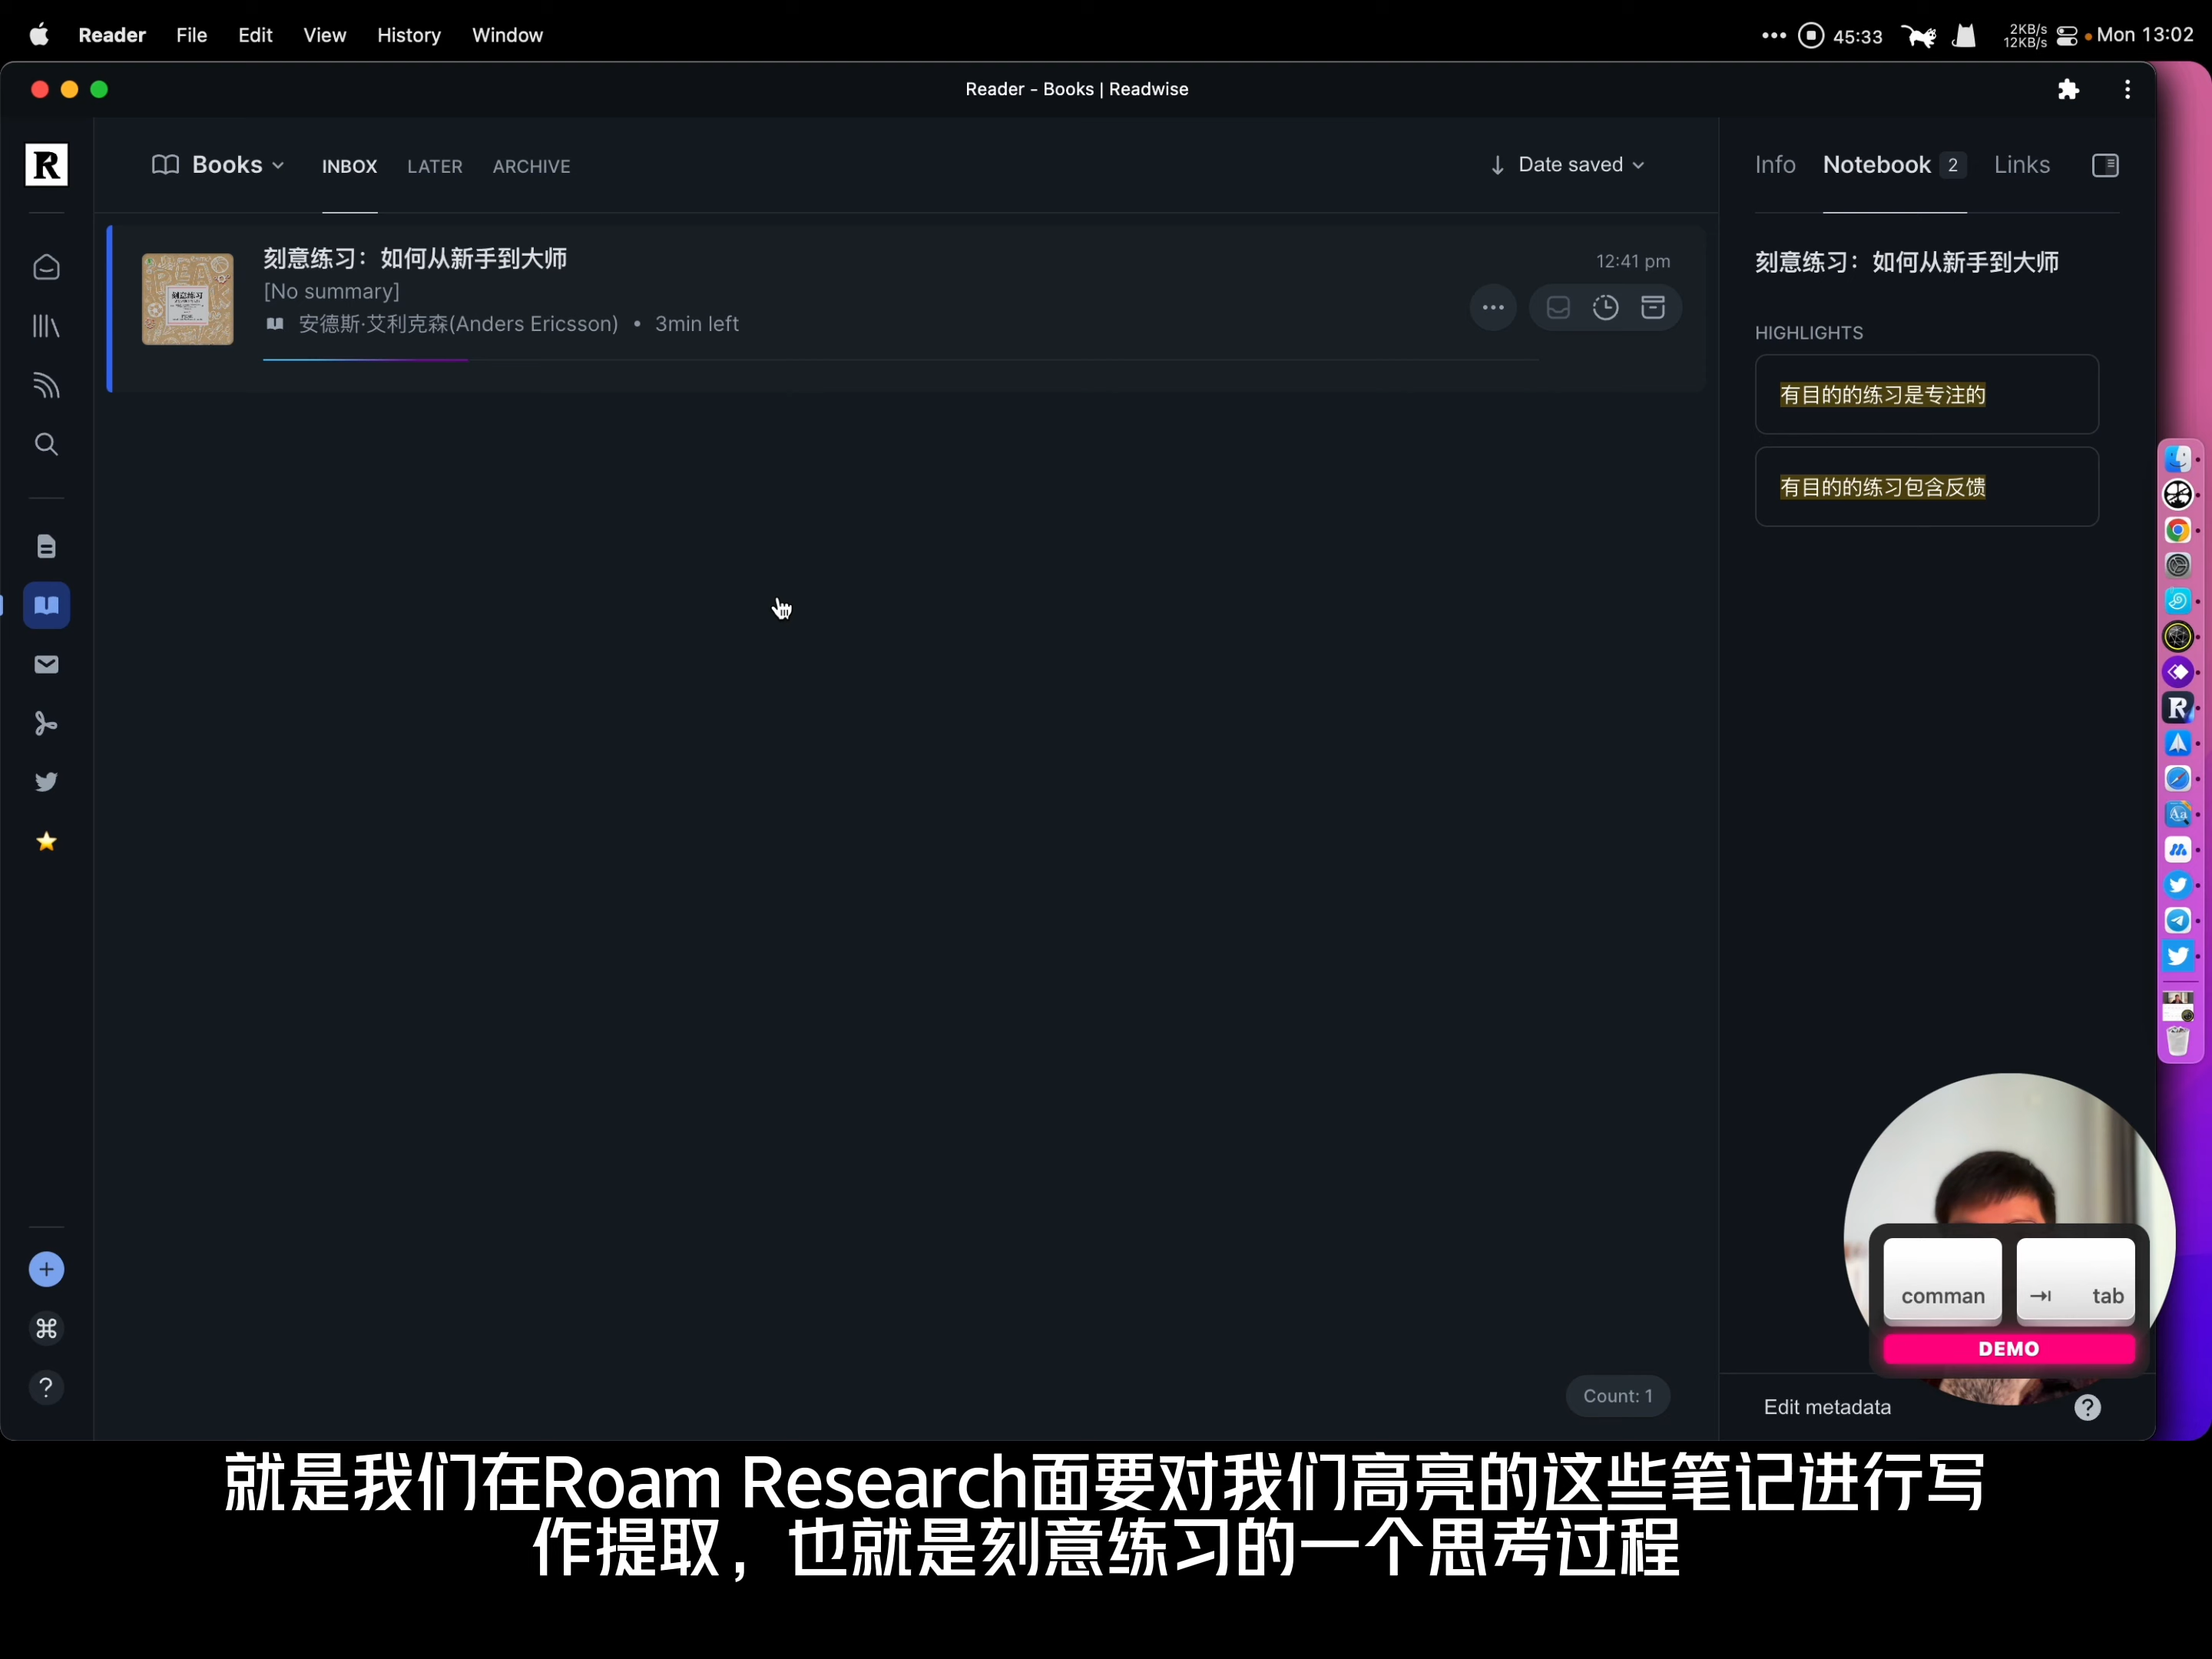 Reader File Edit View History Window
45:33
2KB/s
12KB/s
Mon 13:02
Reader - Books | Readwise
R
Books INBOX LATER ARCHIVE
Date saved
Info Notebook 2 Links
刻意练习：如何从新手到大师
[No summary]
安德斯·艾利克森(Anders Ericsson) • 3min left
12:41 pm
刻意练习：如何从新手到大师
HIGHLIGHTS
有目的的练习是专注的
有目的的练习包含反馈
刻意练习
Count: 1
comman
tab
DEMO
Edit metadata
就是我们在Roam Research面要对我们高亮的这些笔记进行写
作提取，也就是刻意练习的一个思考过程